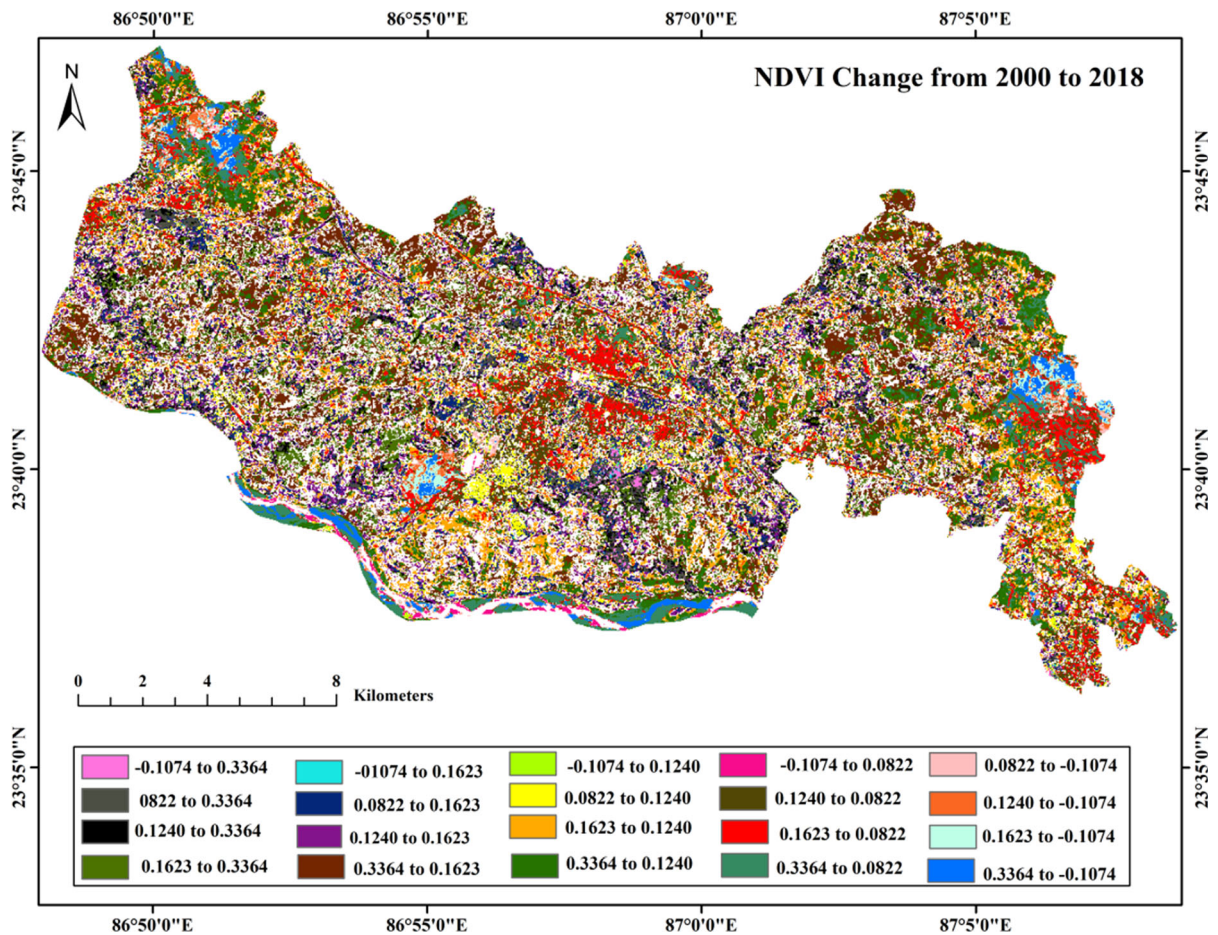 86°50'0"E 86°55'0"E 87°0'0"E 87°5'0"E
NDVI Change from 2000 to 2018
N
23°45'0"N 23°45'0"N
23°40'0"N 23°40'0"N
0 2 4 8
Kilometers
23°35'0"N 23°35'0"N
-0.1074 to 0.3364 -01074 to 0.1623 -0.1074 to 0.1240 -0.1074 to 0.0822 0.0822 to -0.1074
0822 to 0.3364 0.0822 to 0.1623 0.0822 to 0.1240 0.1240 to 0.0822 0.1240 to -0.1074
0.1240 to 0.3364 0.1240 to 0.1623 0.1623 to 0.1240 0.1623 to 0.0822 0.1623 to -0.1074
0.1623 to 0.3364 0.3364 to 0.1623 0.3364 to 0.1240 0.3364 to 0.0822 0.3364 to -0.1074
86°50'0"E 86°55'0"E 87°0'0"E 87°5'0"E